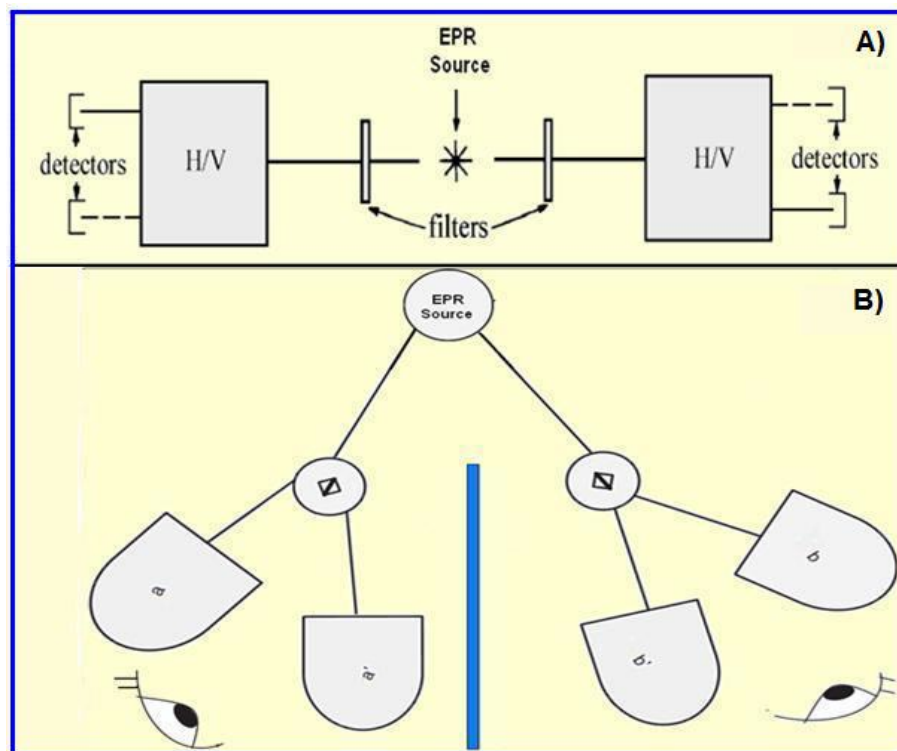 A)
EPR
Source
H/V
H/V
detectors
detectors
filters
B)
EPR
Source
a
a'
b'
b